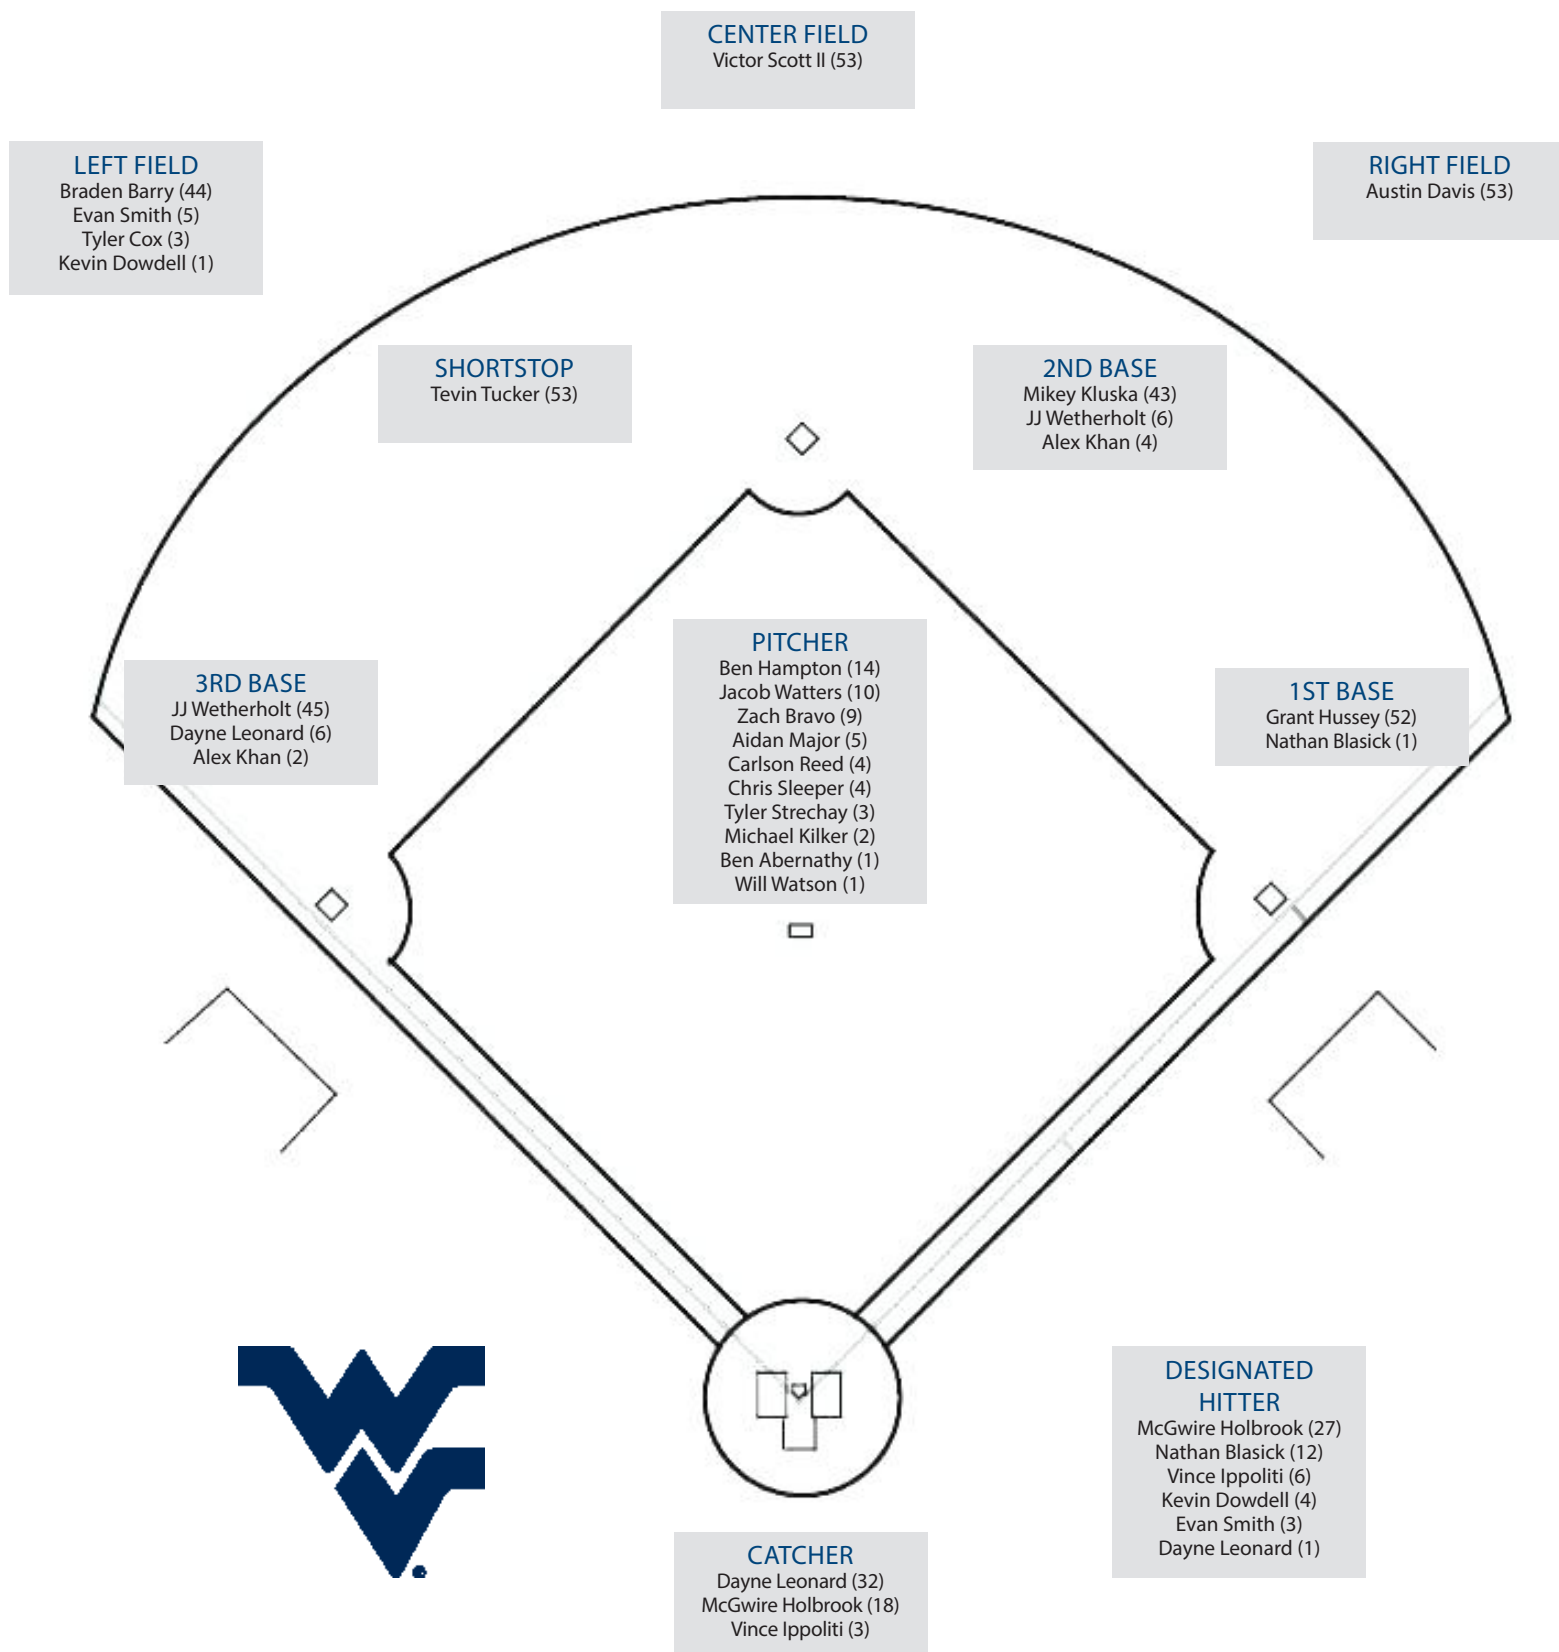 CENTER FIELD
Victor Scott II (53)
LEFT FIELD
Braden Barry (44)
Evan Smith (5)
Tyler Cox (3)
Kevin Dowdell (1)
RIGHT FIELD
Austin Davis (53)
SHORTSTOP
Tevin Tucker (53)
2ND BASE
Mikey Kluska (43)
JJ Wetherholt (6)
Alex Khan (4)
3RD BASE
JJ Wetherholt (45)
Dayne Leonard (6)
Alex Khan (2)
PITCHER
Ben Hampton (14)
Jacob Watters (10)
Zach Bravo (9)
Aidan Major (5)
Carlson Reed (4)
Chris Sleeper (4)
Tyler Strechay (3)
Michael Kilker (2)
Ben Abernathy (1)
Will Watson (1)
1ST BASE
Grant Hussey (52)
Nathan Blasick (1)
WV
DESIGNATED
HITTER
McGwire Holbrook (27)
Nathan Blasick (12)
Vince Ippoliti (6)
Kevin Dowdell (4)
Evan Smith (3)
Dayne Leonard (1)
CATCHER
Dayne Leonard (32)
McGwire Holbrook (18)
Vince Ippoliti (3)